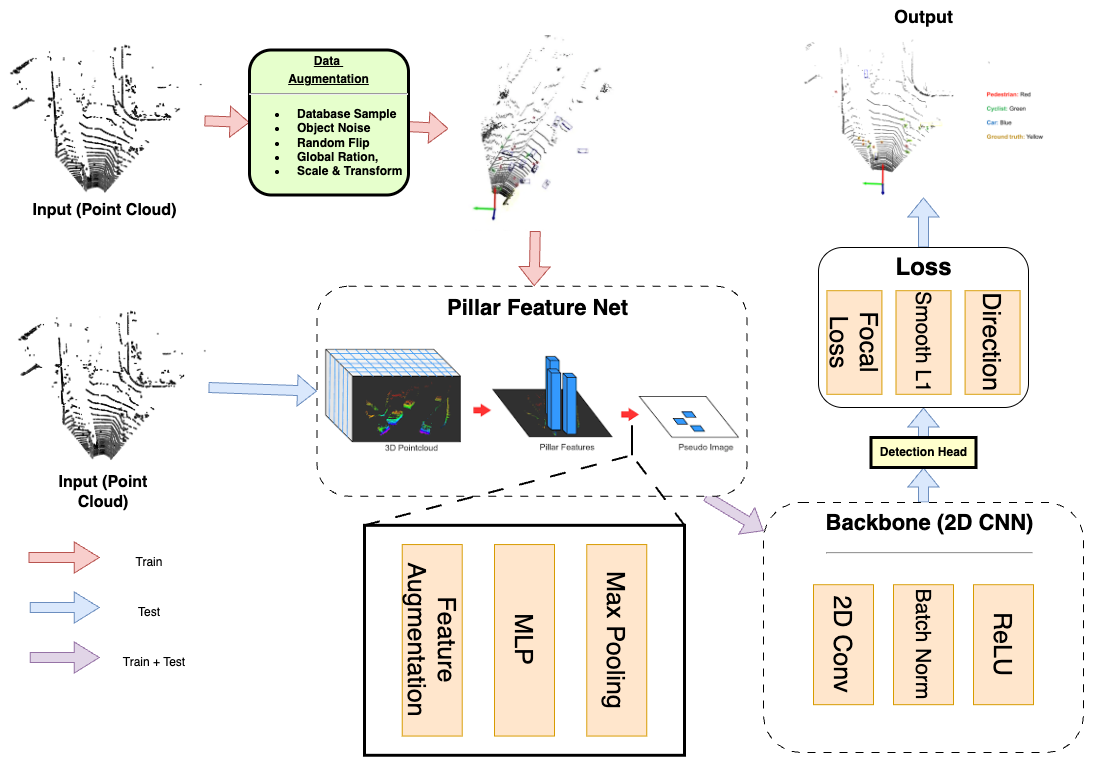 Output
Data
Augmentation
• Database Sample
• Object Noise
• Random Flip
• Global Ration,
• Scale & Transform
Input (Point Cloud)
Pedestrian: Red
Cyclist: Green
Car: Blue
Ground truth: Yellow
Pillar Feature Net
3D Pointcloud
Pillar Features
Pseudo Image
Input (Point
Cloud)
Loss
Focal
Loss
Smooth L1
Direction
Detection Head
Backbone (2D CNN)
2D Conv
Batch Norm
ReLU
Feature
Augmentation
MLP
Max Pooling
Train
Test
Train + Test